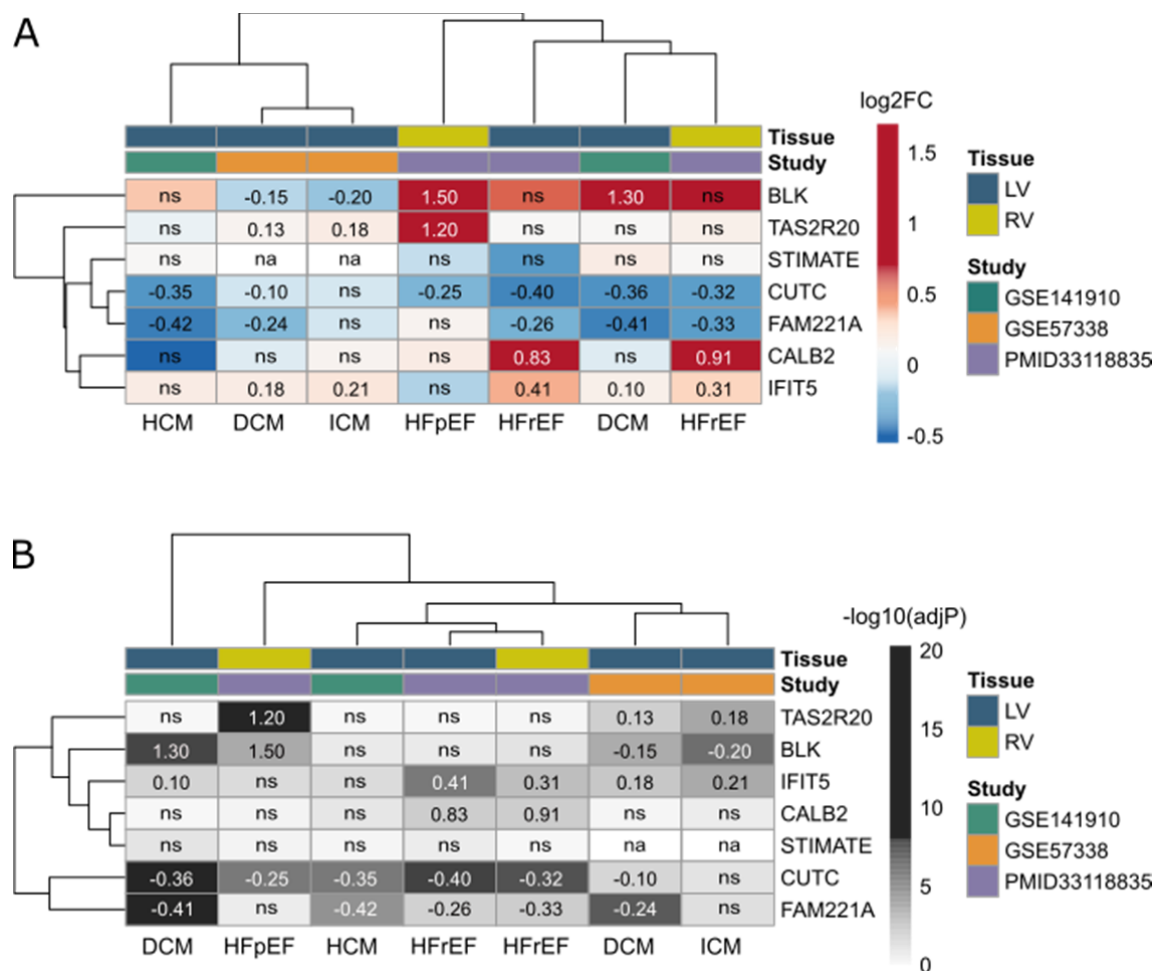 A
log2FC
Tissue
Study
ns -0.15 -0.20 1.50 ns 1.30 ns BLK
ns 0.13 0.18 1.20 ns ns ns TAS2R20
ns na na ns ns ns ns STIMATE
-0.35 -0.10 ns -0.25 -0.40 -0.36 -0.32 CUTC
-0.42 -0.24 ns ns -0.26 -0.41 -0.33 FAM221A
ns ns ns ns 0.83 ns 0.91 CALB2
ns 0.18 0.21 ns 0.41 0.10 0.31 IFIT5
HCM DCM ICM HFpEF HFrEF DCM HFrEF
1.5
1
0.5
0
-0.5
Tissue
LV
RV
Study
GSE141910
GSE57338
PMID33118835
B
-log10(adjP)
Tissue
Study
ns 1.20 ns ns ns 0.13 0.18 TAS2R20
1.30 1.50 ns ns ns -0.15 -0.20 BLK
0.10 ns ns 0.41 0.31 0.18 0.21 IFIT5
ns ns ns 0.83 0.91 ns ns CALB2
ns ns ns ns ns na na STIMATE
-0.36 -0.25 -0.35 -0.40 -0.32 -0.10 ns CUTC
-0.41 ns -0.42 -0.26 -0.33 -0.24 ns FAM221A
DCM HFpEF HCM HFrEF HFrEF DCM ICM
20
15
10
5
0
Tissue
LV
RV
Study
GSE141910
GSE57338
PMID33118835